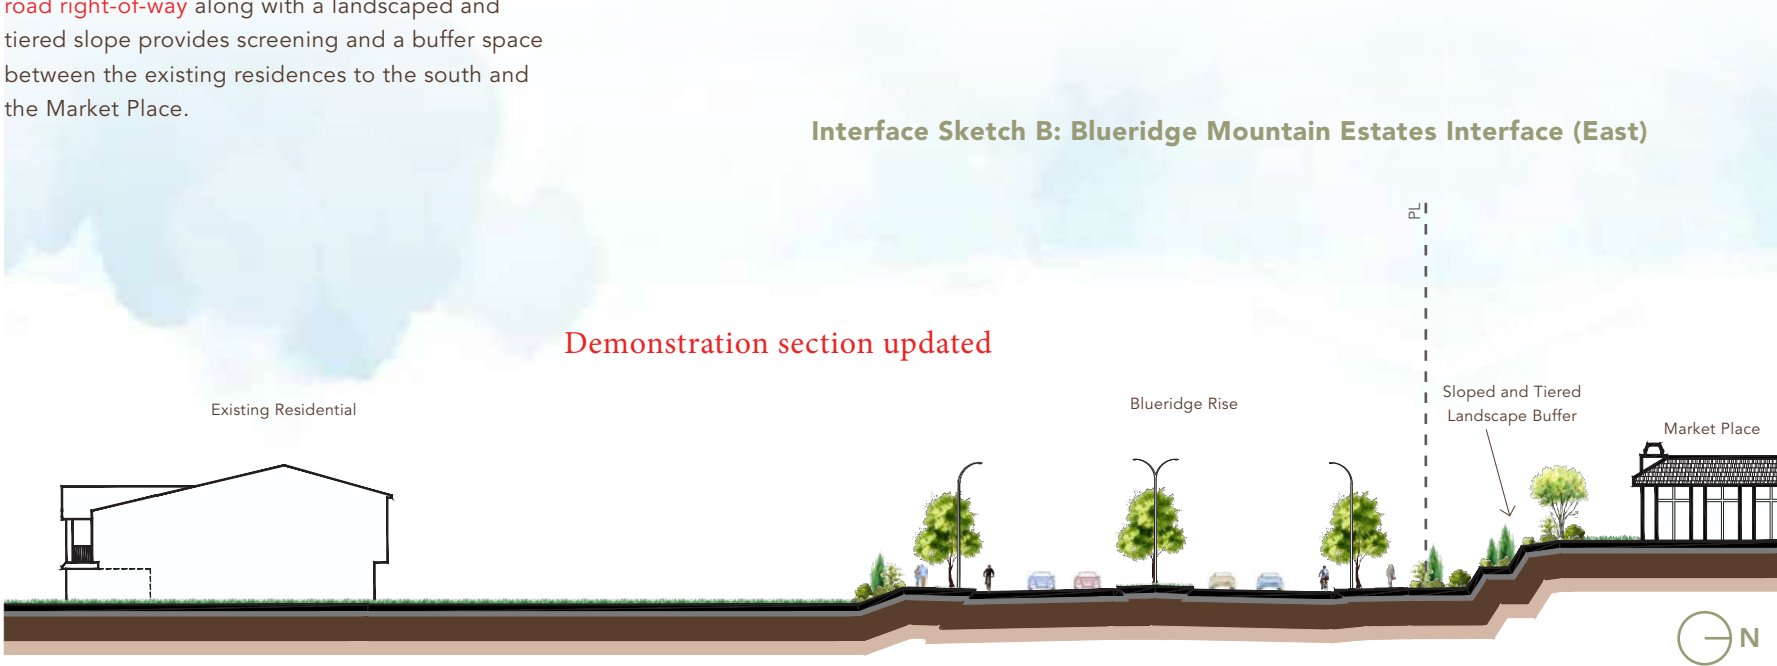 road right-of-way along with a landscaped and
tiered slope provides screening and a buffer space
between the existing residences to the south and
the Market Place.
Interface Sketch B: Blueridge Mountain Estates Interface (East)
PL
Demonstration section updated
Existing Residential
Blueridge Rise
Sloped and Tiered
Landscape Buffer
Market Place
N